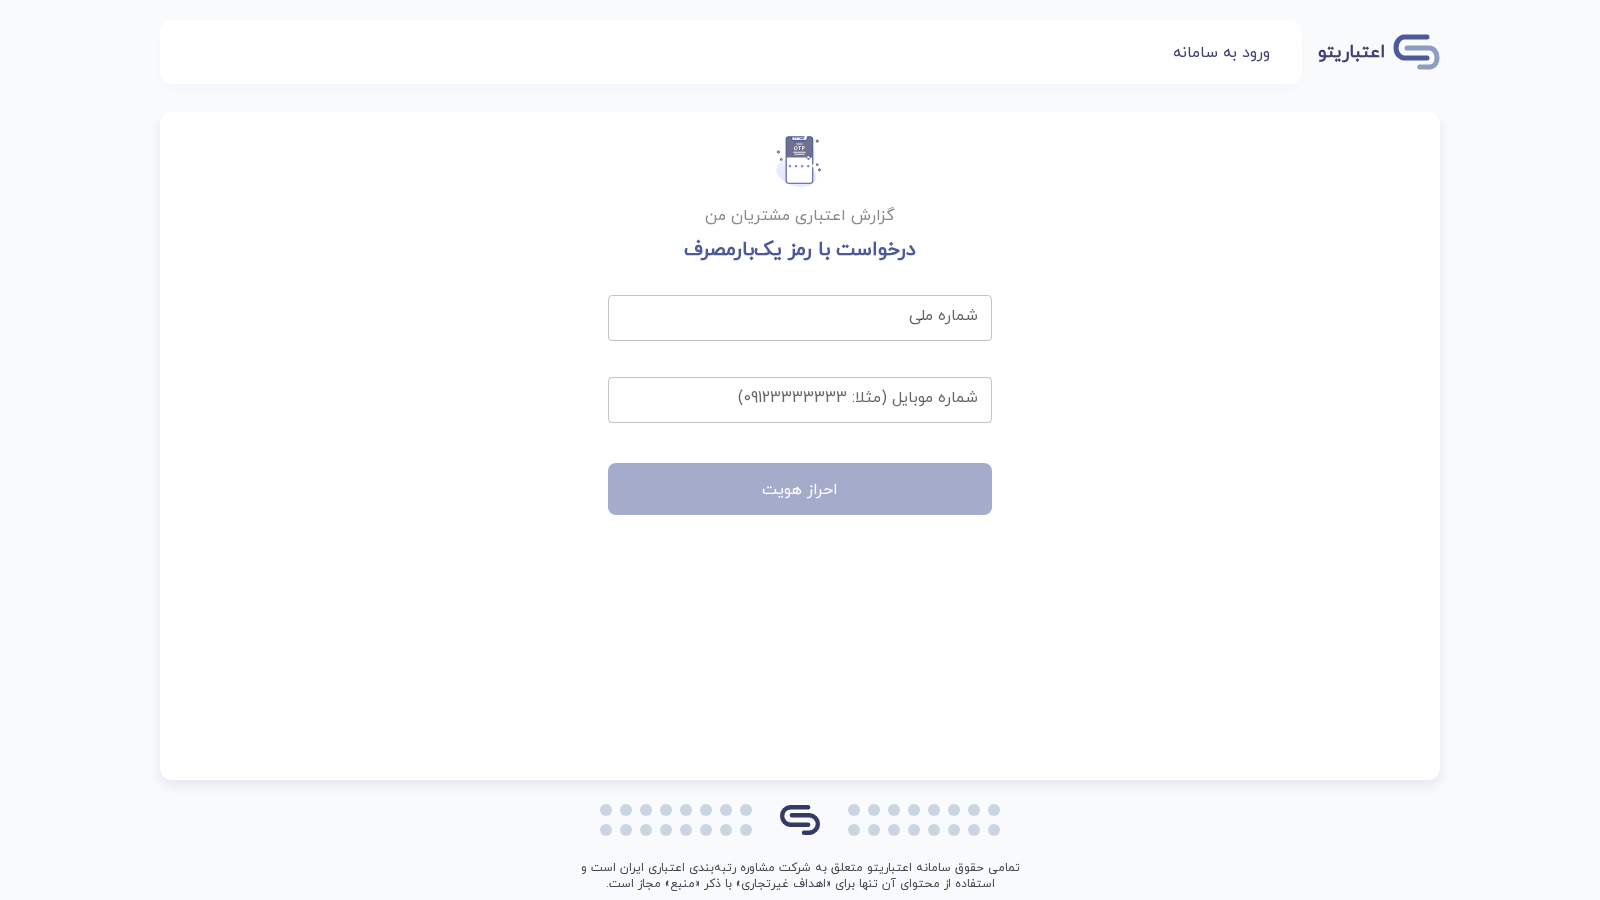 اعتباریتو
ورود به سامانه
OTP
گزارش اعتباری مشتریان من
درخواست با رمز یک‌بارمصرف
شماره ملی
شماره موبایل (مثلا: ۰۹۱۲۳۳۳۳۳۳۳)
احراز هویت
تمامی حقوق سامانه اعتباریتو متعلق به شرکت مشاوره رتبه‌بندی اعتباری ایران است و
استفاده از محتوای آن تنها برای «اهداف غیرتجاری» با ذکر «منبع» مجاز است.